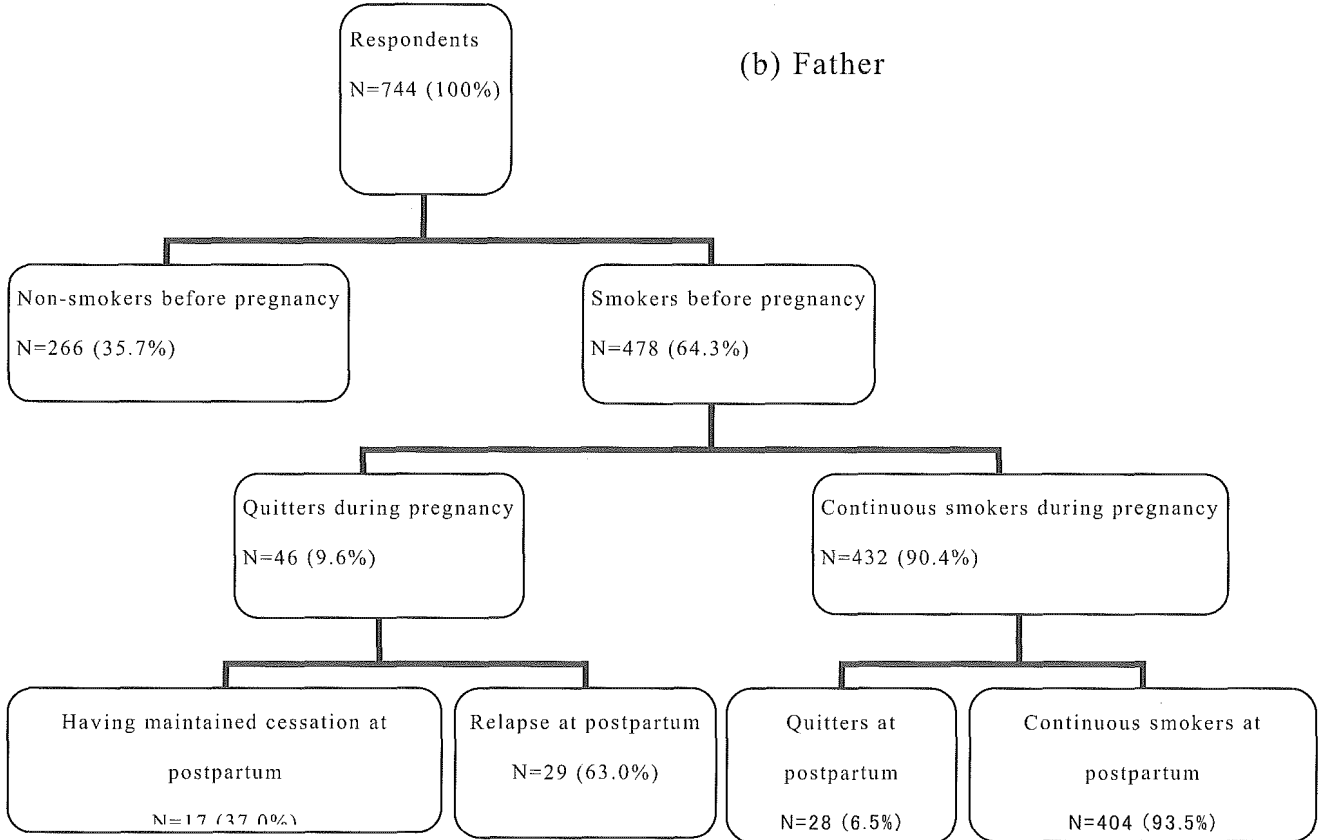 Respondents
N=744 (100%)
(b) Father
Non-smokers before pregnancy
N=266 (35.7%)
Smokers before pregnancy
N=478 (64.3%)
Quitters during pregnancy
N=46 (9.6%)
Continuous smokers during pregnancy
N=432 (90.4%)
Having maintained cessation at
postpartum
N=17 (37.0%)
Relapse at postpartum
N=29 (63.0%)
Quitters at
postpartum
N=28 (6.5%)
Continuous smokers at
postpartum
N=404 (93.5%)